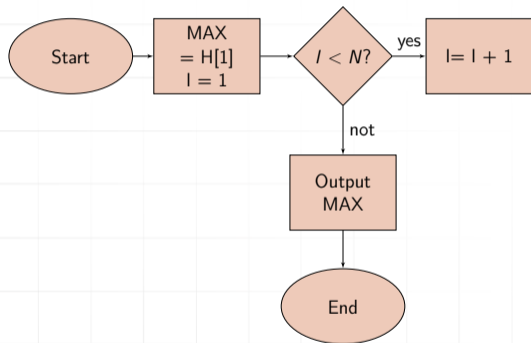 Start
MAX
= H[1]
I = 1
I < N?
yes
I= I + 1
not
Output
MAX
End